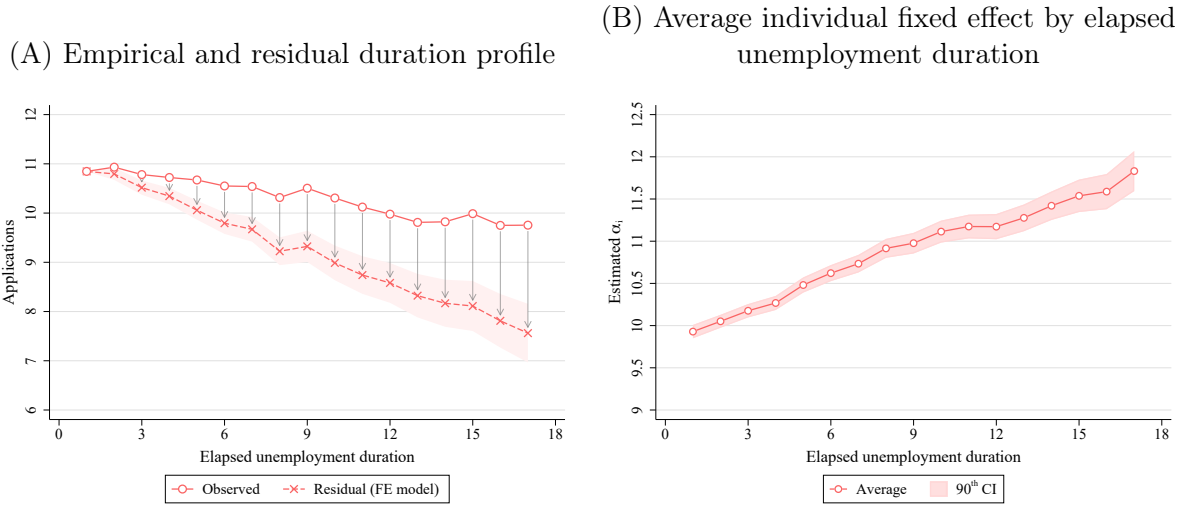 (A) Empirical and residual duration profile
12
11
10
9
8
7
6
Applications
0 3 6 9 12 15 18
Elapsed unemployment duration
Observed Residual (FE model)
(B) Average individual fixed effect by elapsed
unemployment duration
12.5
12
11.5
11
10.5
10
9.5
9
Estimated αi
0 3 6 9 12 15 18
Elapsed unemployment duration
Average 90th CI